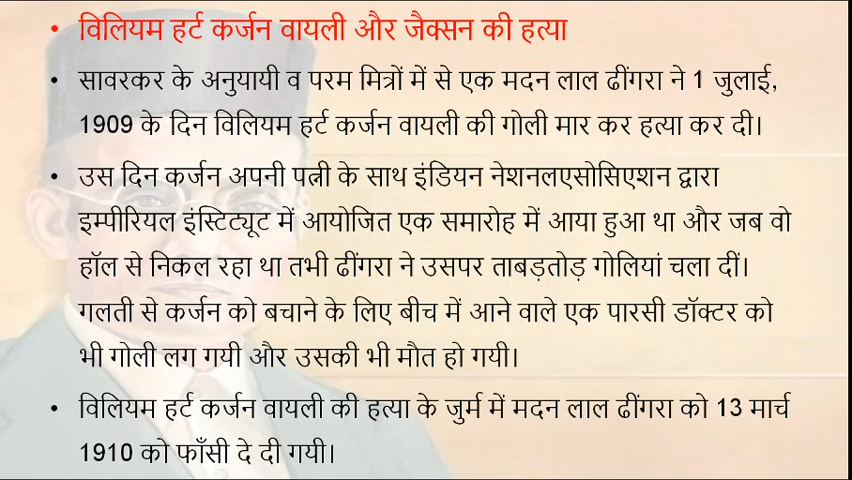 • विलियम हर्ट कर्जन वायली और जैक्सन की हत्या
• सावरकर के अनुयायी व परम मित्रों में से एक मदन लाल ढींगरा ने 1 जुलाई,
1909 के दिन विलियम हर्ट कर्जन वायली की गोली मार कर हत्या कर दी।
• उस दिन कर्जन अपनी पत्नी के साथ इंडियन नेशनलएसोसिएशन द्वारा
इम्पीरियल इंस्टिट्यूट में आयोजित एक समारोह में आया हुआ था और जब वो
हॉल से निकल रहा था तभी ढींगरा ने उसपर ताबड़तोड़ गोलियां चला दीं।
गलती से कर्जन को बचाने के लिए बीच में आने वाले एक पारसी डॉक्टर को
भी गोली लग गयी और उसकी भी मौत हो गयी।
• विलियम हर्ट कर्जन वायली की हत्या के जुर्म में मदन लाल ढींगरा को 13 मार्च
1910 को फाँसी दे दी गयी।